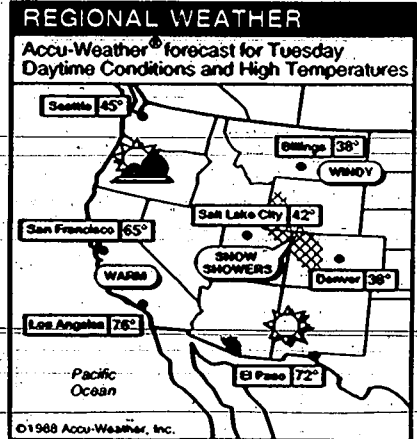 REGIONAL WEATHER
Accu-Weather® forecast for Tuesday
Daytime Conditions and High Temperatures
Seattle 45°
Billings 38°
WINDY
Salt Lake City 42°
San Francisco 65°
SNOW
SHOWERS
WARM
Denver 38°
Los Angeles 76°
Pacific
Ocean
El Paso 72°
©1988 Accu-Weather, Inc.